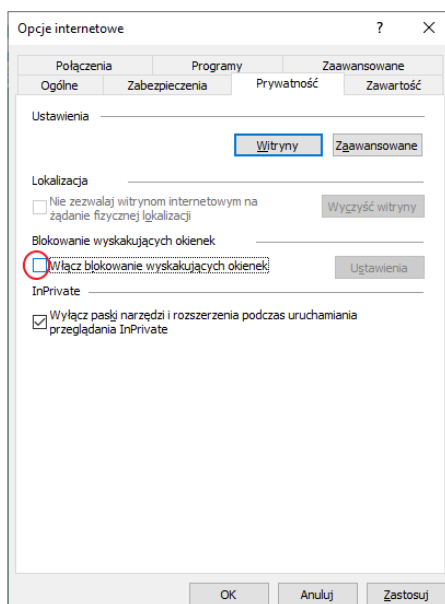 Opcje internetowe
?
Połączenia Programy Zaawansowane
Ogólne Zabezpieczenia Prywatność Zawartość
Ustawienia
Witryny Zaawansowane
Lokalizacja
Nie zezwalaj witrynom internetowym na
żądanie fizycznej lokalizacji
Wyczyść witryny
Blokowanie wyskakujących okienek
Włącz blokowanie wyskakujących okienek
Ustawienia
InPrivate
Wyłącz paski narzędzi i rozszerzenia podczas uruchamiania
przeglądania InPrivate
OK Anuluj Zastosuj